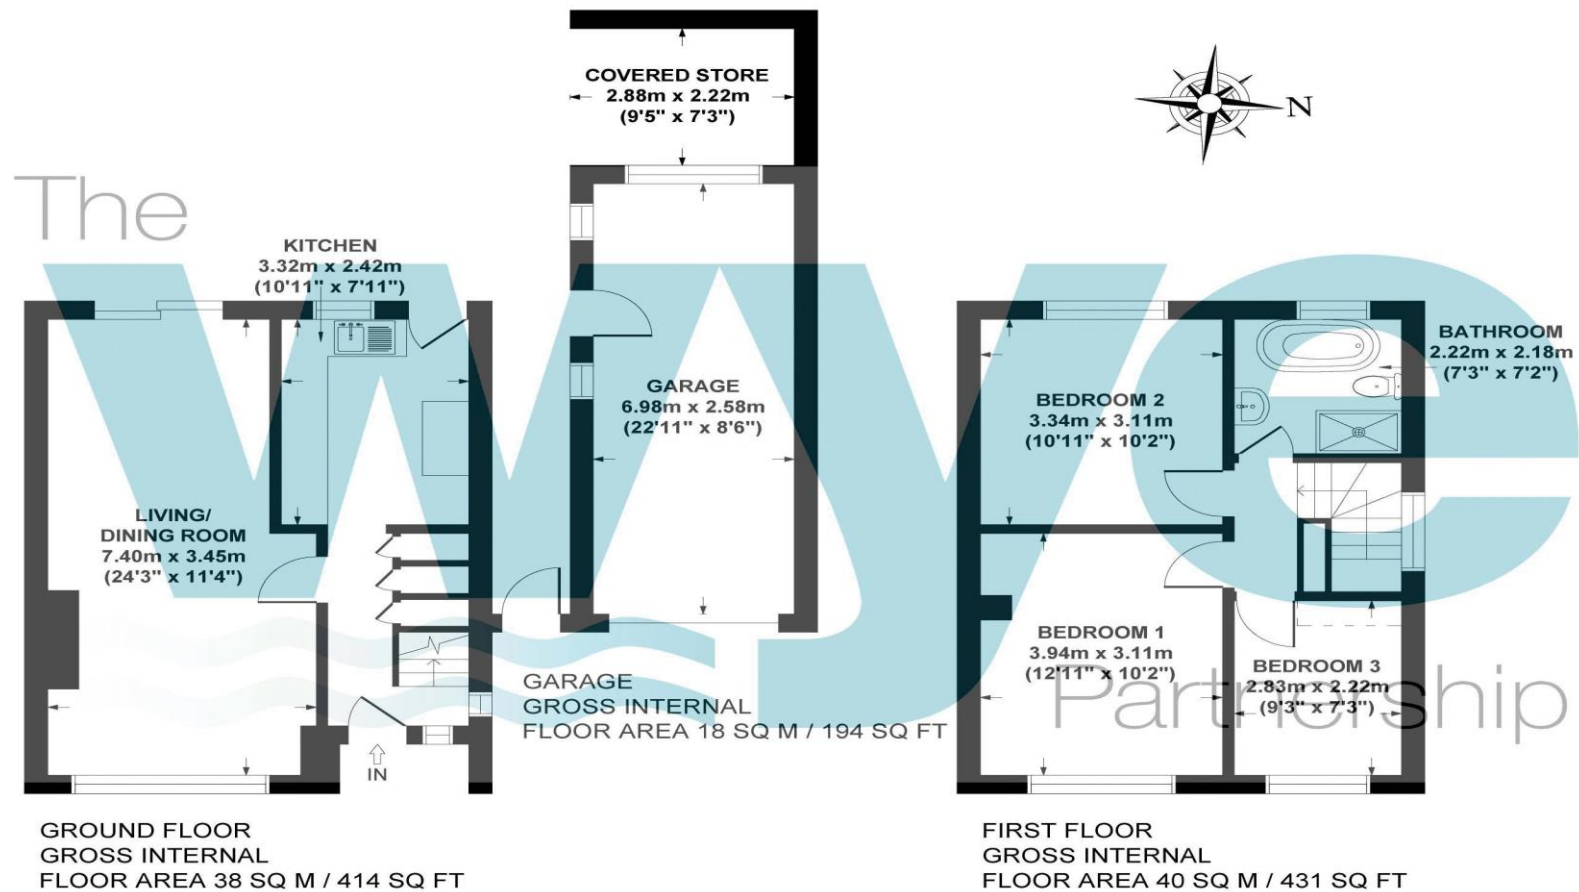 COVERED STORE
2.88m x 2.22m
(9'5" x 7'3")
N
The
wye
Partnership
KITCHEN
3.32m x 2.42m
(10'11" x 7'11")
LIVING/
DINING ROOM
7.40m x 3.45m
(24'3" x 11'4")
IN
GARAGE
6.98m x 2.58m
(22'11" x 8'6")
GARAGE
GROSS INTERNAL
FLOOR AREA 18 SQ M / 194 SQ FT
BATHROOM
2.22m x 2.18m
(7'3" x 7'2")
BEDROOM 2
3.34m x 3.11m
(10'11" x 10'2")
BEDROOM 1
3.94m x 3.11m
(12'11" x 10'2")
BEDROOM 3
2.83m x 2.22m
(9'3" x 7'3")
GROUND FLOOR
GROSS INTERNAL
FLOOR AREA 38 SQ M / 414 SQ FT
FIRST FLOOR
GROSS INTERNAL
FLOOR AREA 40 SQ M / 431 SQ FT